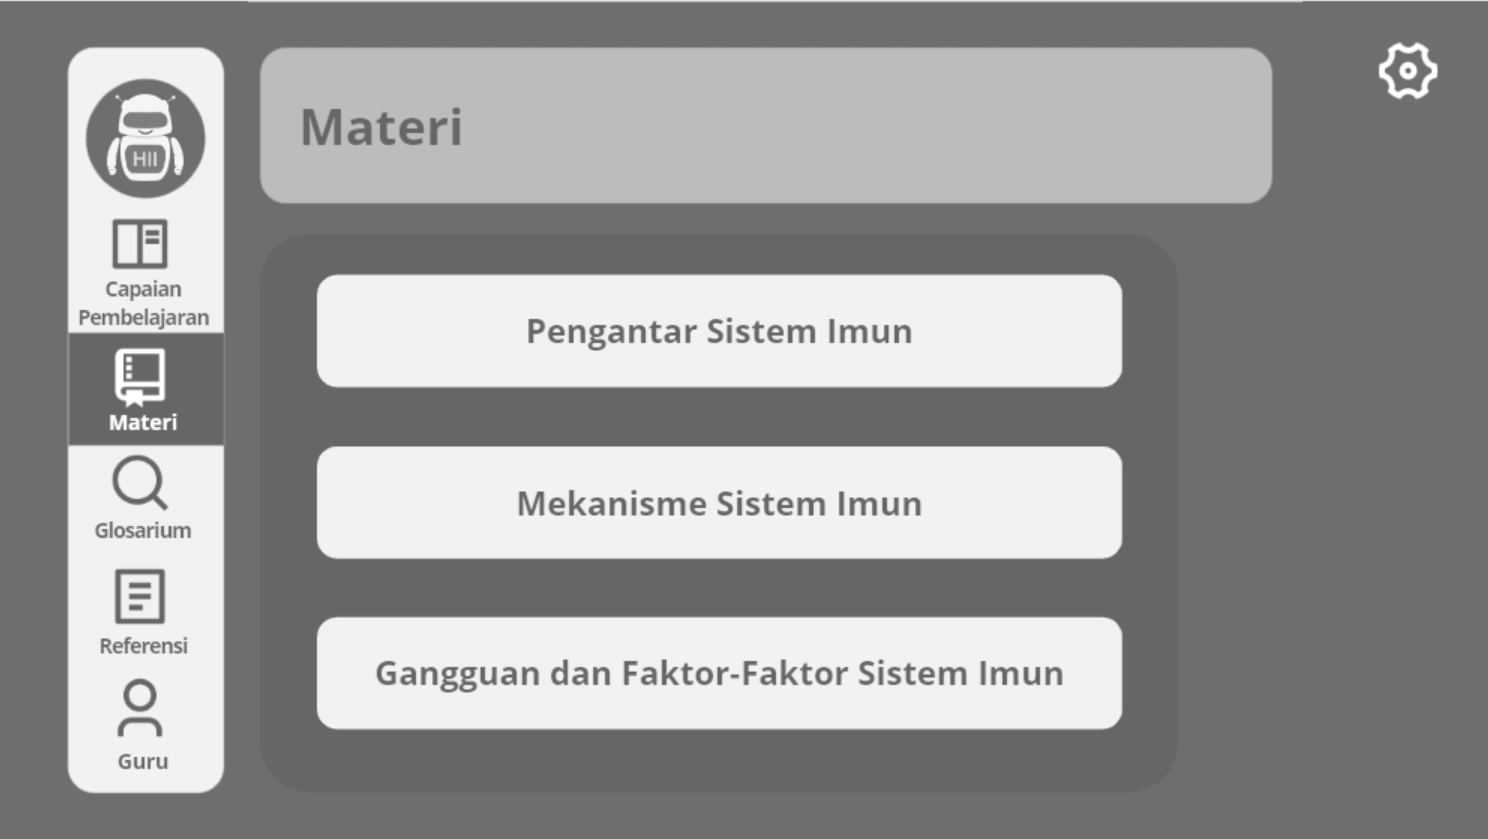 Materi
HII
Capaian
Pembelajaran
Materi
Glosarium
Referensi
Guru
Pengantar Sistem Imun
Mekanisme Sistem Imun
Gangguan dan Faktor-Faktor Sistem Imun